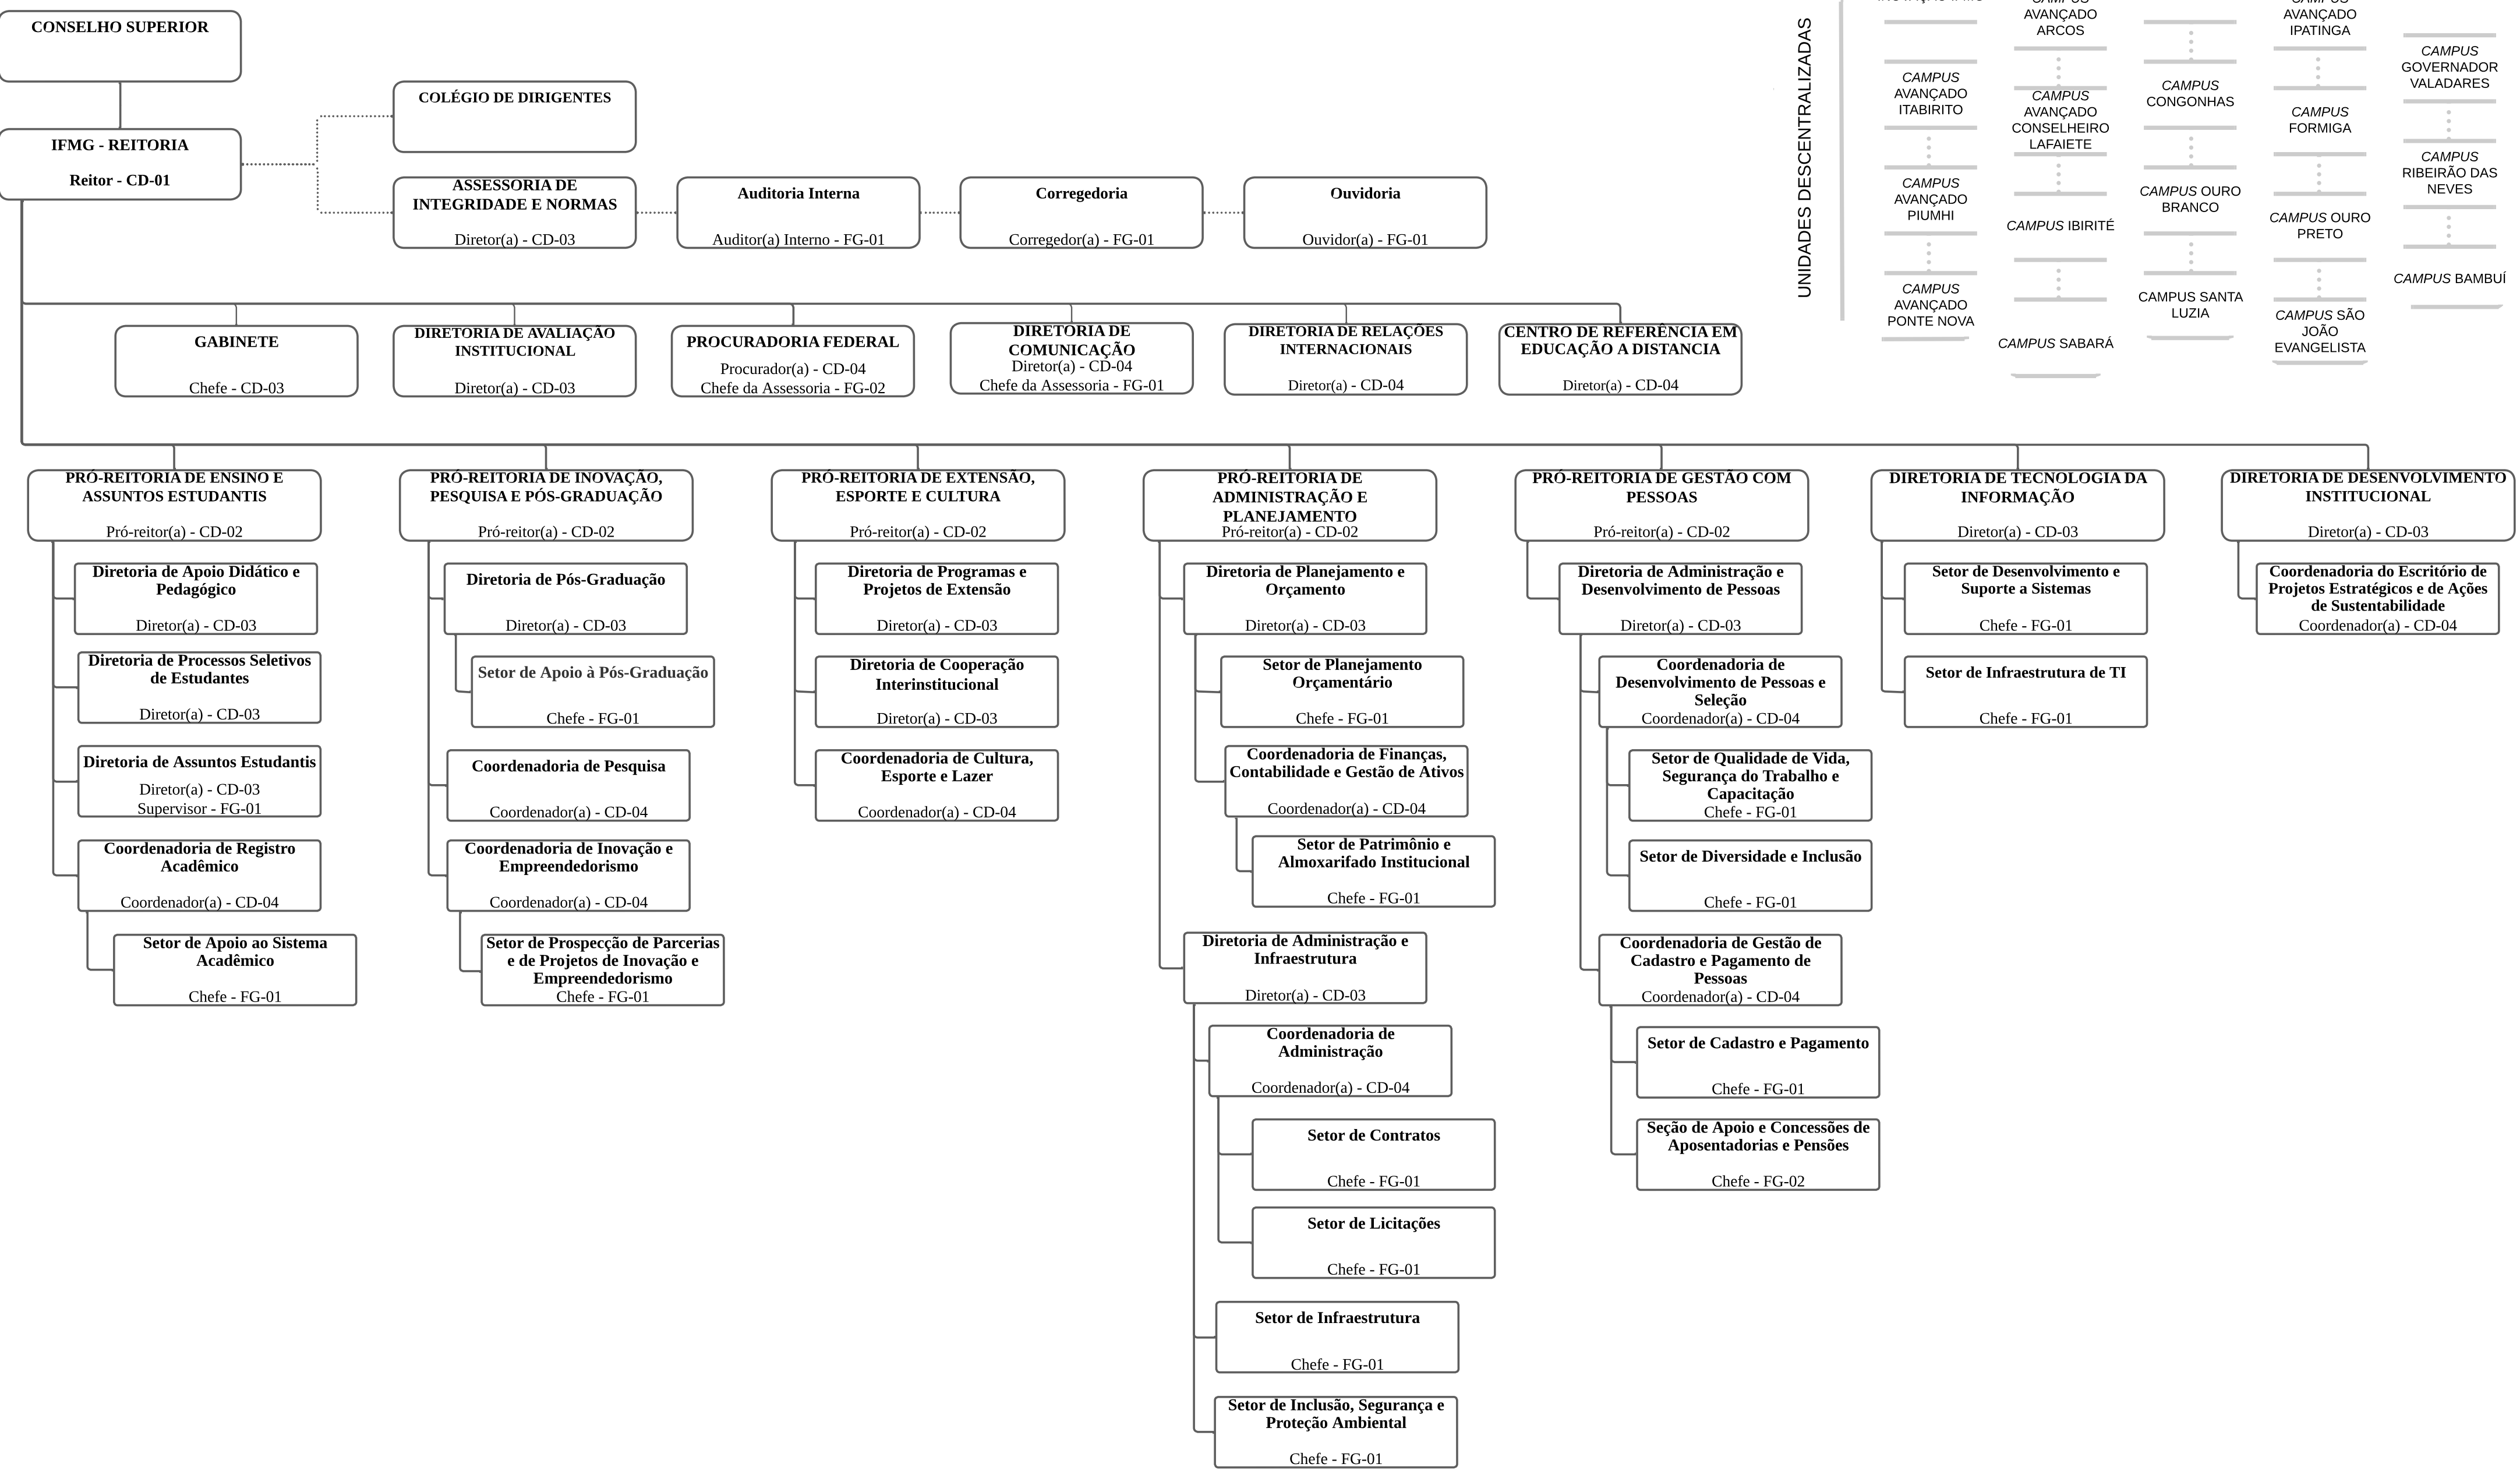 CONSELHO SUPERIOR
IFMG - REITORIA
Reitor - CD-01
COLÉGIO DE DIRIGENTES
ASSESSORIA DE
INTEGRIDADE E NORMAS
Diretor(a) - CD-03
Auditoria Interna
Auditor(a) Interno - FG-01
Corregedoria
Corregedor(a) - FG-01
Ouvidoria
Ouvidor(a) - FG-01
UNIDADES DESCENTRALIZADAS
CAMPUS
AVANÇADO
ITABIRITO
CAMPUS
AVANÇADO
PIUMHI
CAMPUS
AVANÇADO
PONTE NOVA
CAMPUS
AVANÇADO
ARCOS
CAMPUS
AVANÇADO
CONSELHEIRO
LAFAIETE
CAMPUS IBIRITÉ
CAMPUS SABARÁ
CAMPUS
CONGONHAS
CAMPUS OURO
BRANCO
CAMPUS SANTA
LUZIA
CAMPUS
AVANÇADO
IPATINGA
CAMPUS
FORMIGA
CAMPUS OURO
PRETO
CAMPUS SÃO
JOÃO
EVANGELISTA
CAMPUS
GOVERNADOR
VALADARES
CAMPUS
RIBEIRÃO DAS
NEVES
CAMPUS BAMBUÍ
GABINETE
Chefe - CD-03
DIRETORIA DE AVALIAÇÃO
INSTITUCIONAL
Diretor(a) - CD-03
PROCURADORIA FEDERAL
Procurador(a) - CD-04
Chefe da Assessoria - FG-02
DIRETORIA DE
COMUNICAÇÃO
Diretor(a) - CD-04
Chefe da Assessoria - FG-01
DIRETORIA DE RELAÇÕES
INTERNACIONAIS
Diretor(a) - CD-04
CENTRO DE REFERÊNCIA EM
EDUCAÇÃO A DISTANCIA
Diretor(a) - CD-04
PRÓ-REITORIA DE ENSINO E
ASSUNTOS ESTUDANTIS
Pró-reitor(a) - CD-02
Diretoria de Apoio Didático e
Pedagógico
Diretor(a) - CD-03
Diretoria de Processos Seletivos
de Estudantes
Diretor(a) - CD-03
Diretoria de Assuntos Estudantis
Diretor(a) - CD-03
Supervisor - FG-01
Coordenadoria de Registro
Acadêmico
Coordenador(a) - CD-04
Setor de Apoio ao Sistema
Acadêmico
Chefe - FG-01
PRÓ-REITORIA DE INOVAÇÃO,
PESQUISA E PÓS-GRADUAÇÃO
Pró-reitor(a) - CD-02
Diretoria de Pós-Graduação
Diretor(a) - CD-03
Setor de Apoio à Pós-Graduação
Chefe - FG-01
Coordenadoria de Pesquisa
Coordenador(a) - CD-04
Coordenadoria de Inovação e
Empreendedorismo
Coordenador(a) - CD-04
Setor de Prospecção de Parcerias
e de Projetos de Inovação e
Empreendedorismo
Chefe - FG-01
PRÓ-REITORIA DE EXTENSÃO,
ESPORTE E CULTURA
Pró-reitor(a) - CD-02
Diretoria de Programas e
Projetos de Extensão
Diretor(a) - CD-03
Diretoria de Cooperação
Interinstitucional
Diretor(a) - CD-03
Coordenadoria de Cultura,
Esporte e Lazer
Coordenador(a) - CD-04
PRÓ-REITORIA DE
ADMINISTRAÇÃO E
PLANEJAMENTO
Pró-reitor(a) - CD-02
Diretoria de Planejamento e
Orçamento
Diretor(a) - CD-03
Setor de Planejamento
Orçamentário
Chefe - FG-01
Coordenadoria de Finanças,
Contabilidade e Gestão de Ativos
Coordenador(a) - CD-04
Setor de Patrimônio e
Almoxarifado Institucional
Chefe - FG-01
Diretoria de Administração e
Infraestrutura
Diretor(a) - CD-03
Coordenadoria de
Administração
Coordenador(a) - CD-04
Setor de Contratos
Chefe - FG-01
Setor de Licitações
Chefe - FG-01
Setor de Infraestrutura
Chefe - FG-01
Setor de Inclusão, Segurança e
Proteção Ambiental
Chefe - FG-01
PRÓ-REITORIA DE GESTÃO COM
PESSOAS
Pró-reitor(a) - CD-02
Diretoria de Administração e
Desenvolvimento de Pessoas
Diretor(a) - CD-03
Coordenadoria de
Desenvolvimento de Pessoas e
Seleção
Coordenador(a) - CD-04
Setor de Qualidade de Vida,
Segurança do Trabalho e
Capacitação
Chefe - FG-01
Setor de Diversidade e Inclusão
Chefe - FG-01
Coordenadoria de Gestão de
Cadastro e Pagamento de
Pessoas
Coordenador(a) - CD-04
Setor de Cadastro e Pagamento
Chefe - FG-01
Seção de Apoio e Concessões de
Aposentadorias e Pensões
Chefe - FG-02
DIRETORIA DE TECNOLOGIA DA
INFORMAÇÃO
Diretor(a) - CD-03
Setor de Desenvolvimento e
Suporte a Sistemas
Chefe - FG-01
Setor de Infraestrutura de TI
Chefe - FG-01
DIRETORIA DE DESENVOLVIMENTO
INSTITUCIONAL
Diretor(a) - CD-03
Coordenadoria do Escritório de
Projetos Estratégicos e de Ações
de Sustentabilidade
Coordenador(a) - CD-04